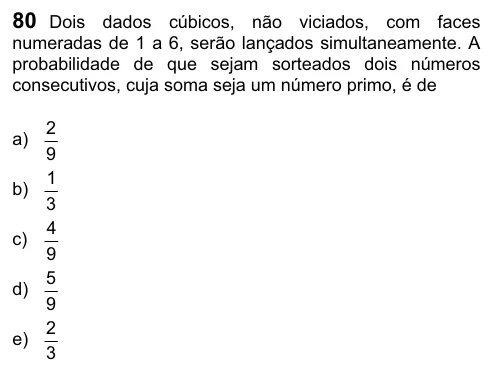 80 Dois dados cúbicos, não viciados, com faces
numeradas de 1 a 6, serão lançados simultaneamente. A
probabilidade de que sejam sorteados dois números
consecutivos, cuja soma seja um número primo, é de
a) 2/9
b) 1/3
c) 4/9
d) 5/9
e) 2/3